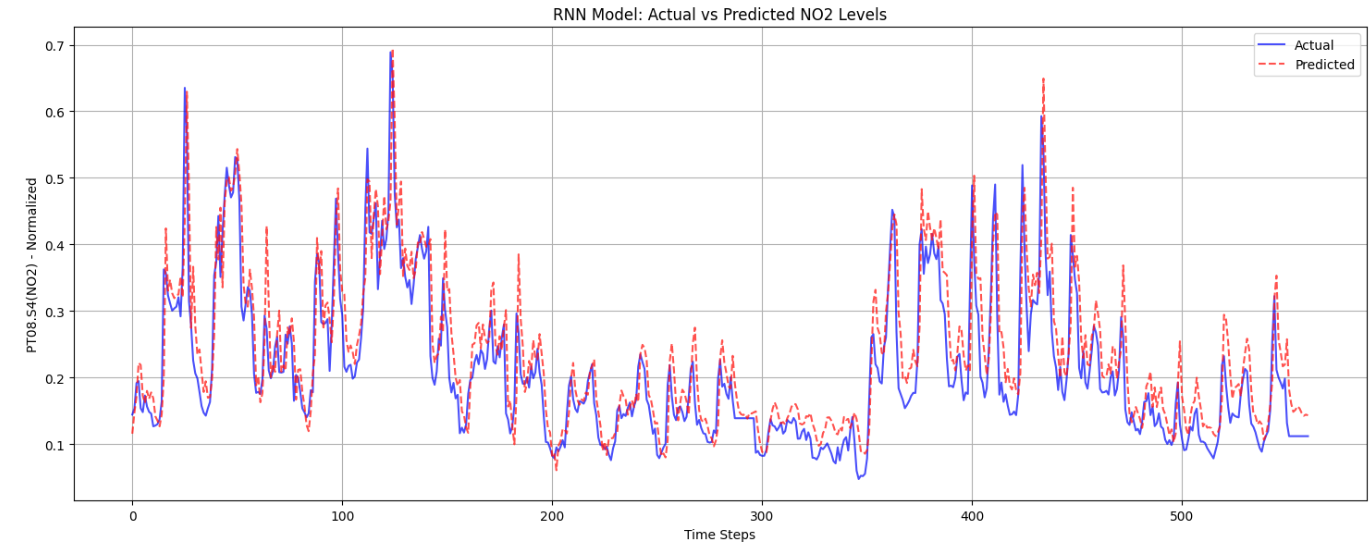 RNN Model: Actual vs Predicted NO2 Levels
Actual
Predicted
PT08.S4(NO2) - Normalized
0.7
0.6
0.5
0.4
0.3
0.2
0.1
0 100 200 300 400 500
Time Steps